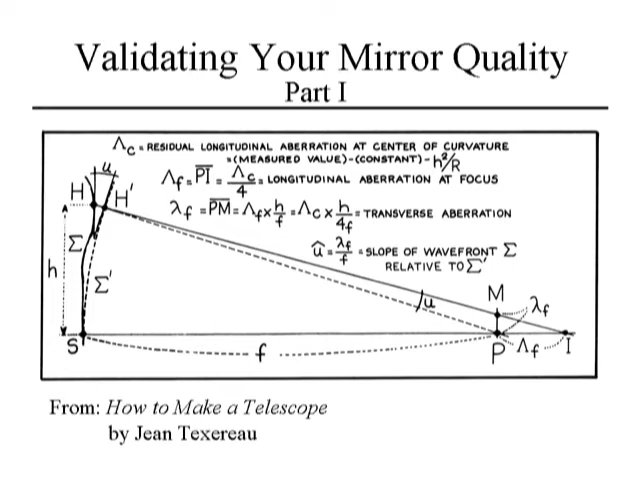 Validating Your Mirror Quality
Part I
Λc = RESIDUAL LONGITUDINAL ABERRATION AT CENTER OF CURVATURE
=(MEASURED VALUE)-(CONSTANT)-h²/R
Λf = PI = Λc/4 = LONGITUDINAL ABERRATION AT FOCUS
λf = PM = Λf x h/f = Λc x h/4f = TRANSVERSE ABERRATION
û = λf/f = SLOPE OF WAVEFRONT Σ
RELATIVE TO Σ'
u
H H'
Σ
h Σ'
u M λf
S P Λf I
f
From: How to Make a Telescope
by Jean Texereau